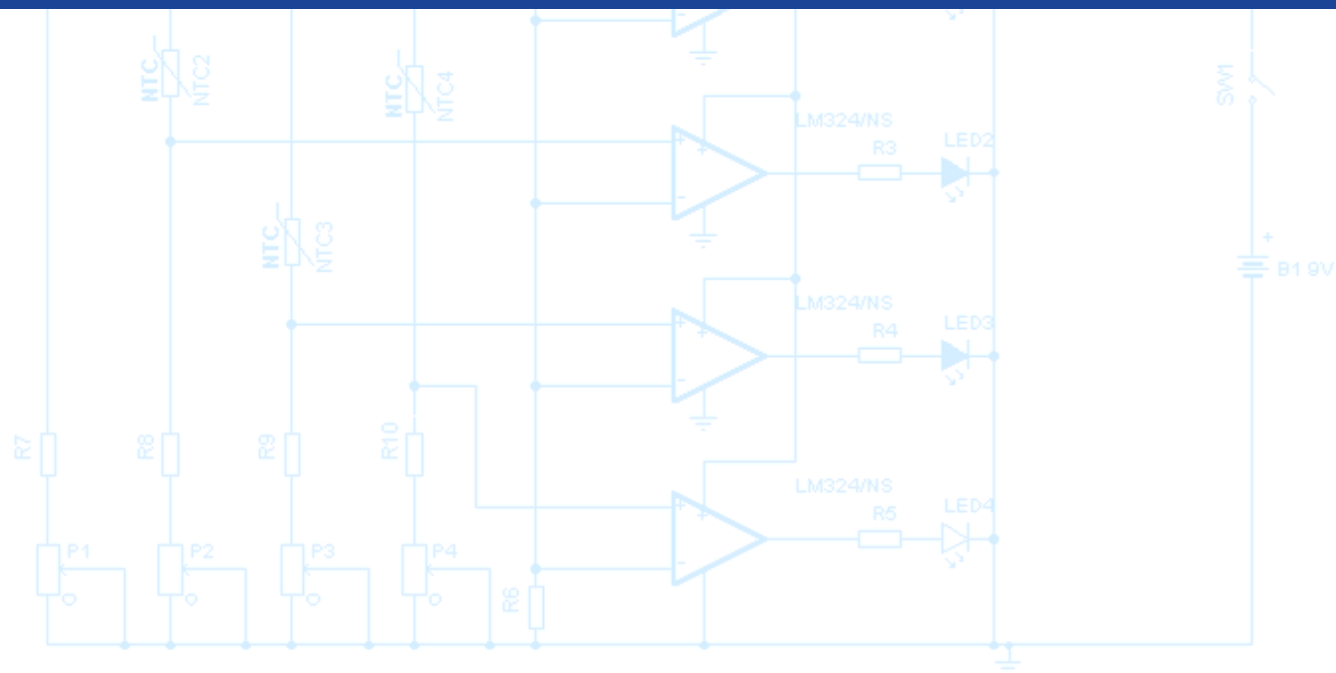 NTC
NTC2
NTC
NTC4
SW1
LM324/NS
R3
LED2
NTC
NTC3
+
B1 9V
LM324/NS
R4
LED3
R7
R8
R9
R10
LM324/NS
R5
LED4
P1
P2
P3
P4
R6